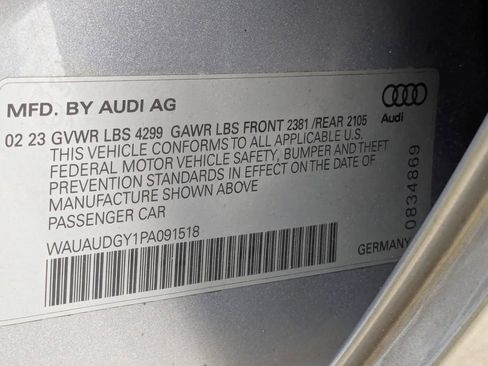 MFD. BY AUDI AG
Audi
02 23 GVWR LBS 4299 GAWR LBS FRONT 2381 /REAR 2105
THIS VEHICLE CONFORMS TO ALL APPLICABLE U.S.
FEDERAL MOTOR VEHICLE SAFETY, BUMPER AND THEFT
PREVENTION STANDARDS IN EFFECT ON THE DATE OF
MANUFACTURE SHOWN ABOVE
PASSENGER CAR
WAUAUDGY1PA091518
GERMANY
0834869